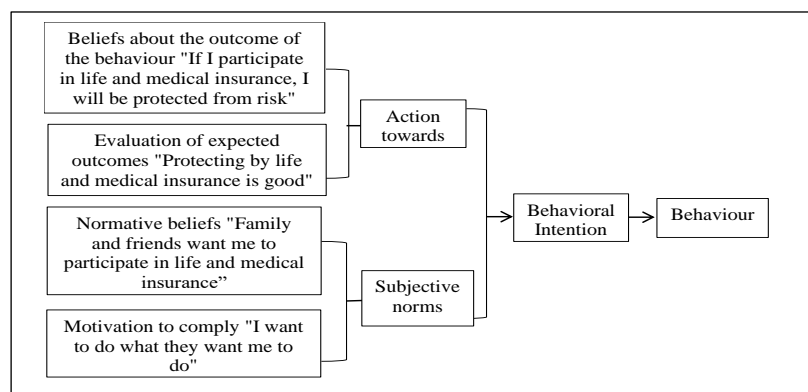 Beliefs about the outcome of
the behaviour "If I participate
in life and medical insurance, I
will be protected from risk"
Evaluation of expected
outcomes "Protecting by life
and medical insurance is good"
Normative beliefs "Family
and friends want me to
participate in life and medical
insurance”
Motivation to comply "I want
to do what they want me to
do"
Action
towards
Subjective
norms
Behavioral
Intention
Behaviour